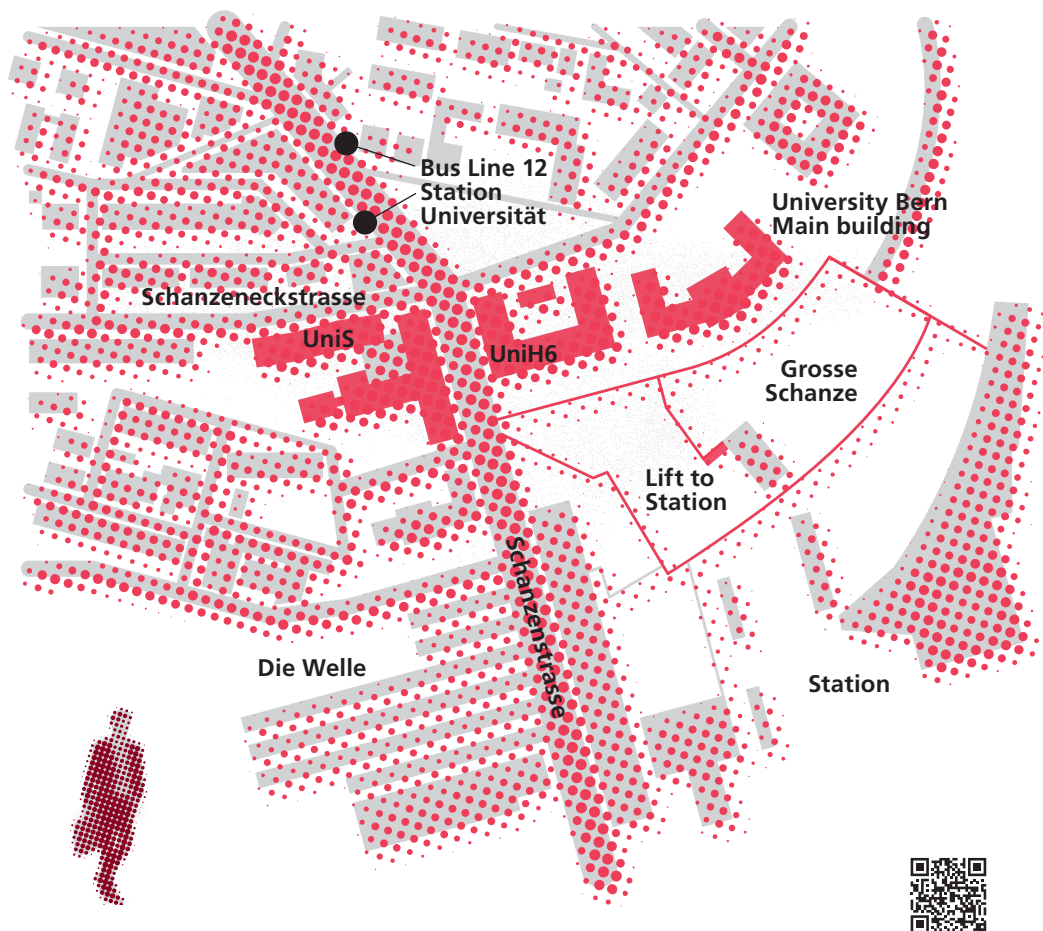 Bus Line 12
Station
Universität
University Bern
Main building
Schanzeneckstrasse
UniS
UniH6
Grosse
Schanze
Lift to
Station
Schanzenstrasse
Die Welle
Station